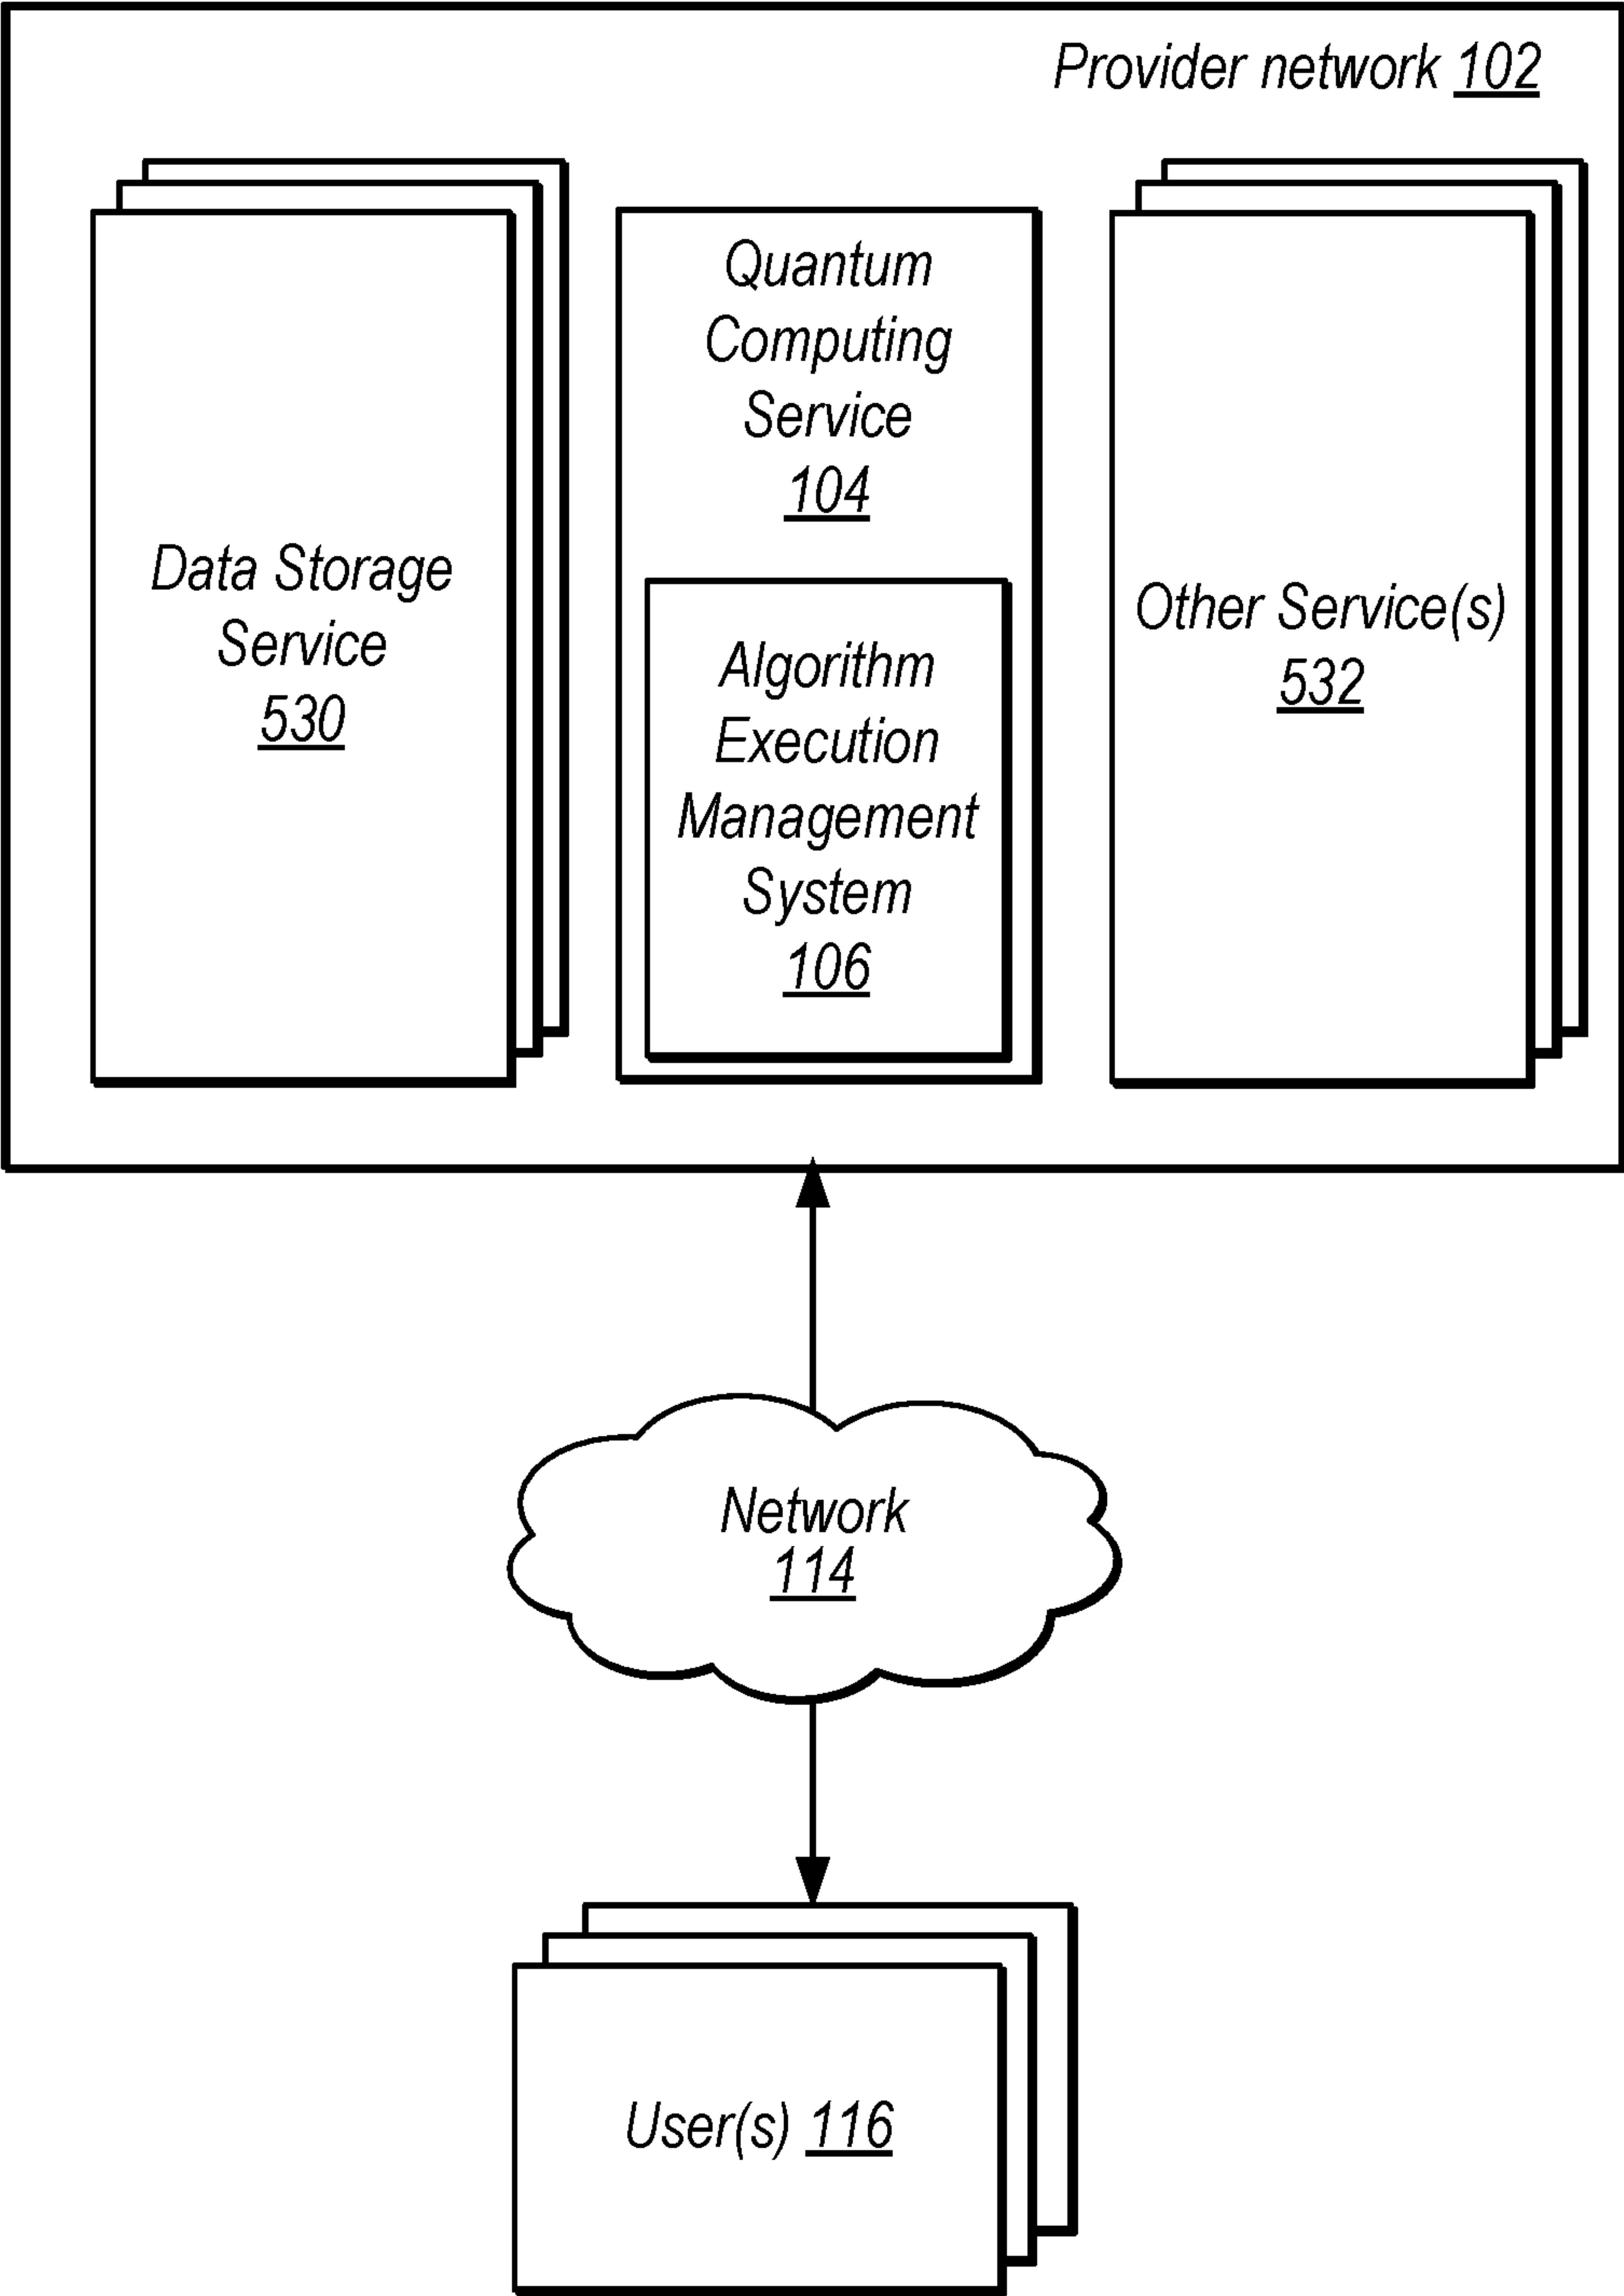 Provider network 102
Data Storage
Service
530
Quantum
Computing
Service
104
Algorithm
Execution
Management
System
106
Other Service(s)
532
Network
114
User(s) 116